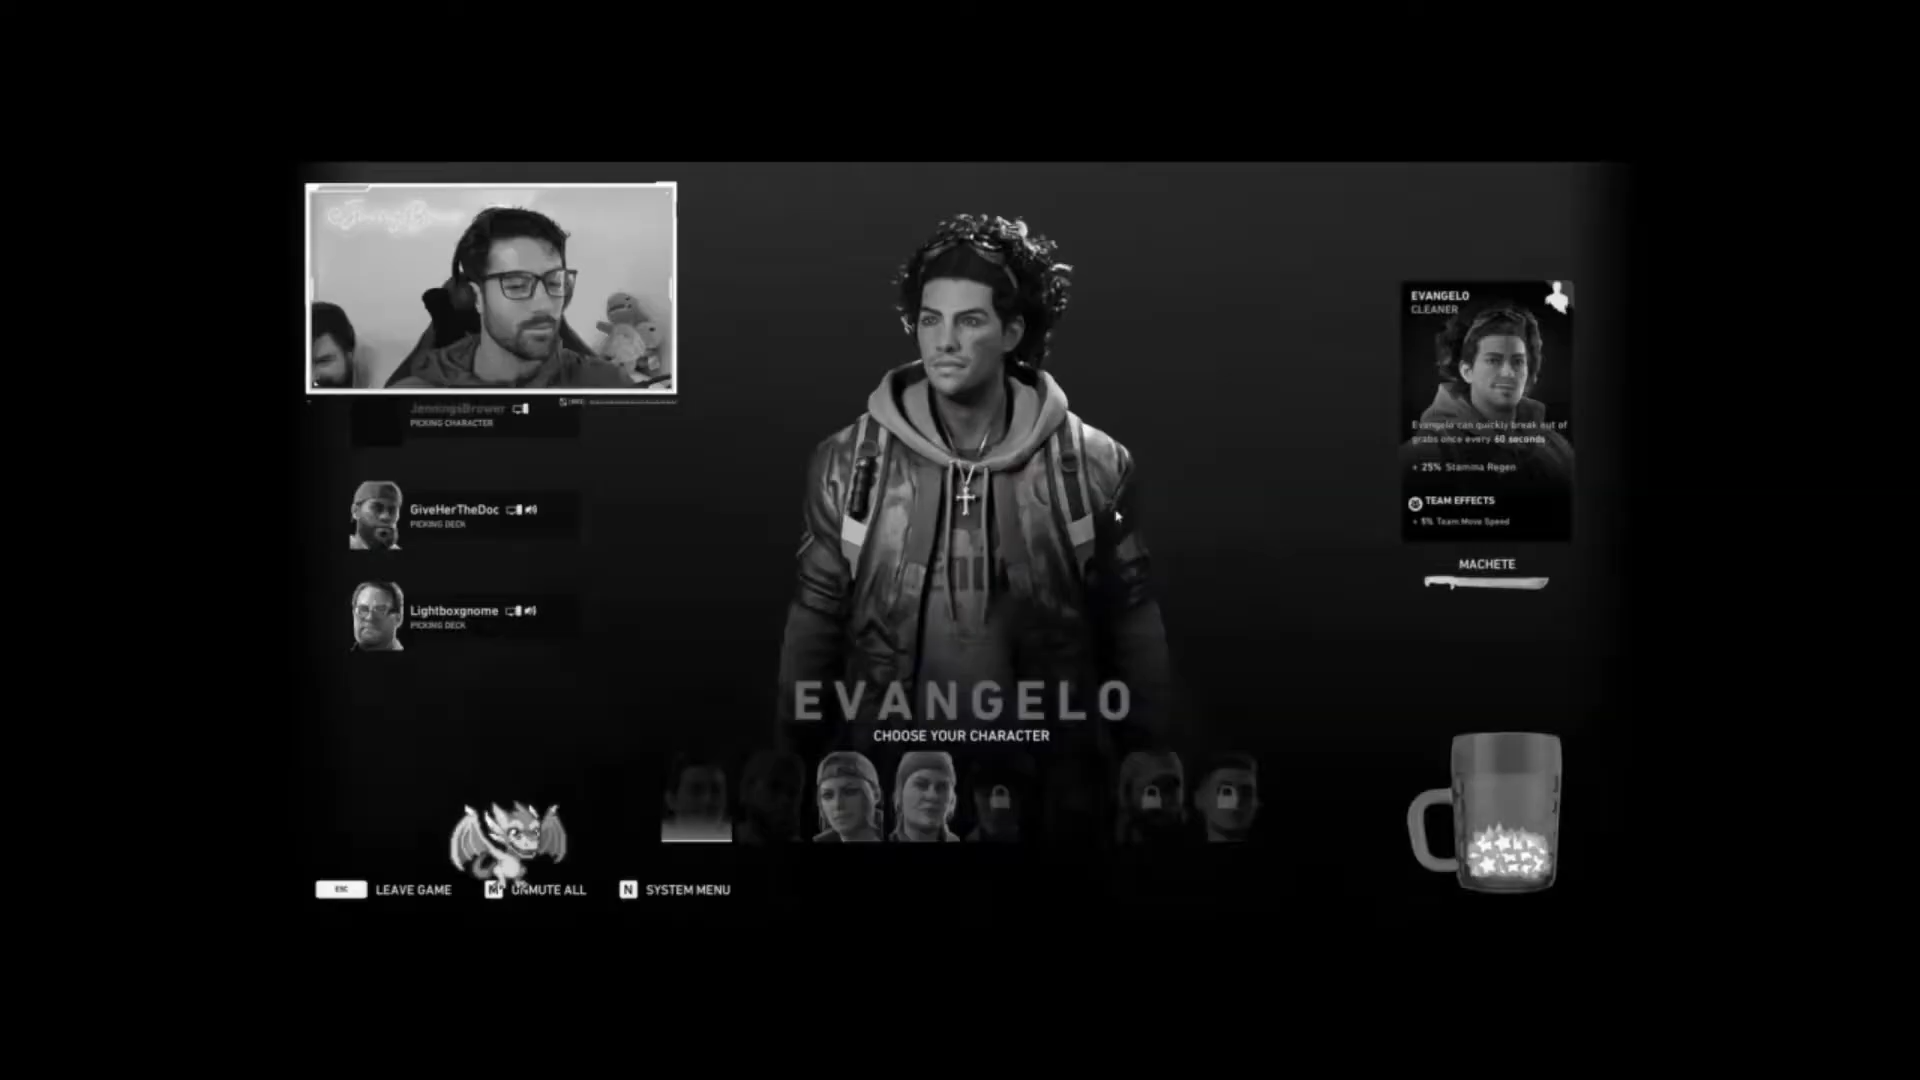 JenningsBrower
PICKING CHARACTER
GiveHerTheDoc
PICKING DECK
Lightboxgnome
PICKING DECK
EVANGELO
CHOOSE YOUR CHARACTER
EVANGELO
CLEANER
Evangelo can quickly break out of
grabs once every 60 seconds
+ 25% Stamina Regen
TEAM EFFECTS
+ 5% Team Move Speed
MACHETE
ESC LEAVE GAME
M UNMUTE ALL
N SYSTEM MENU